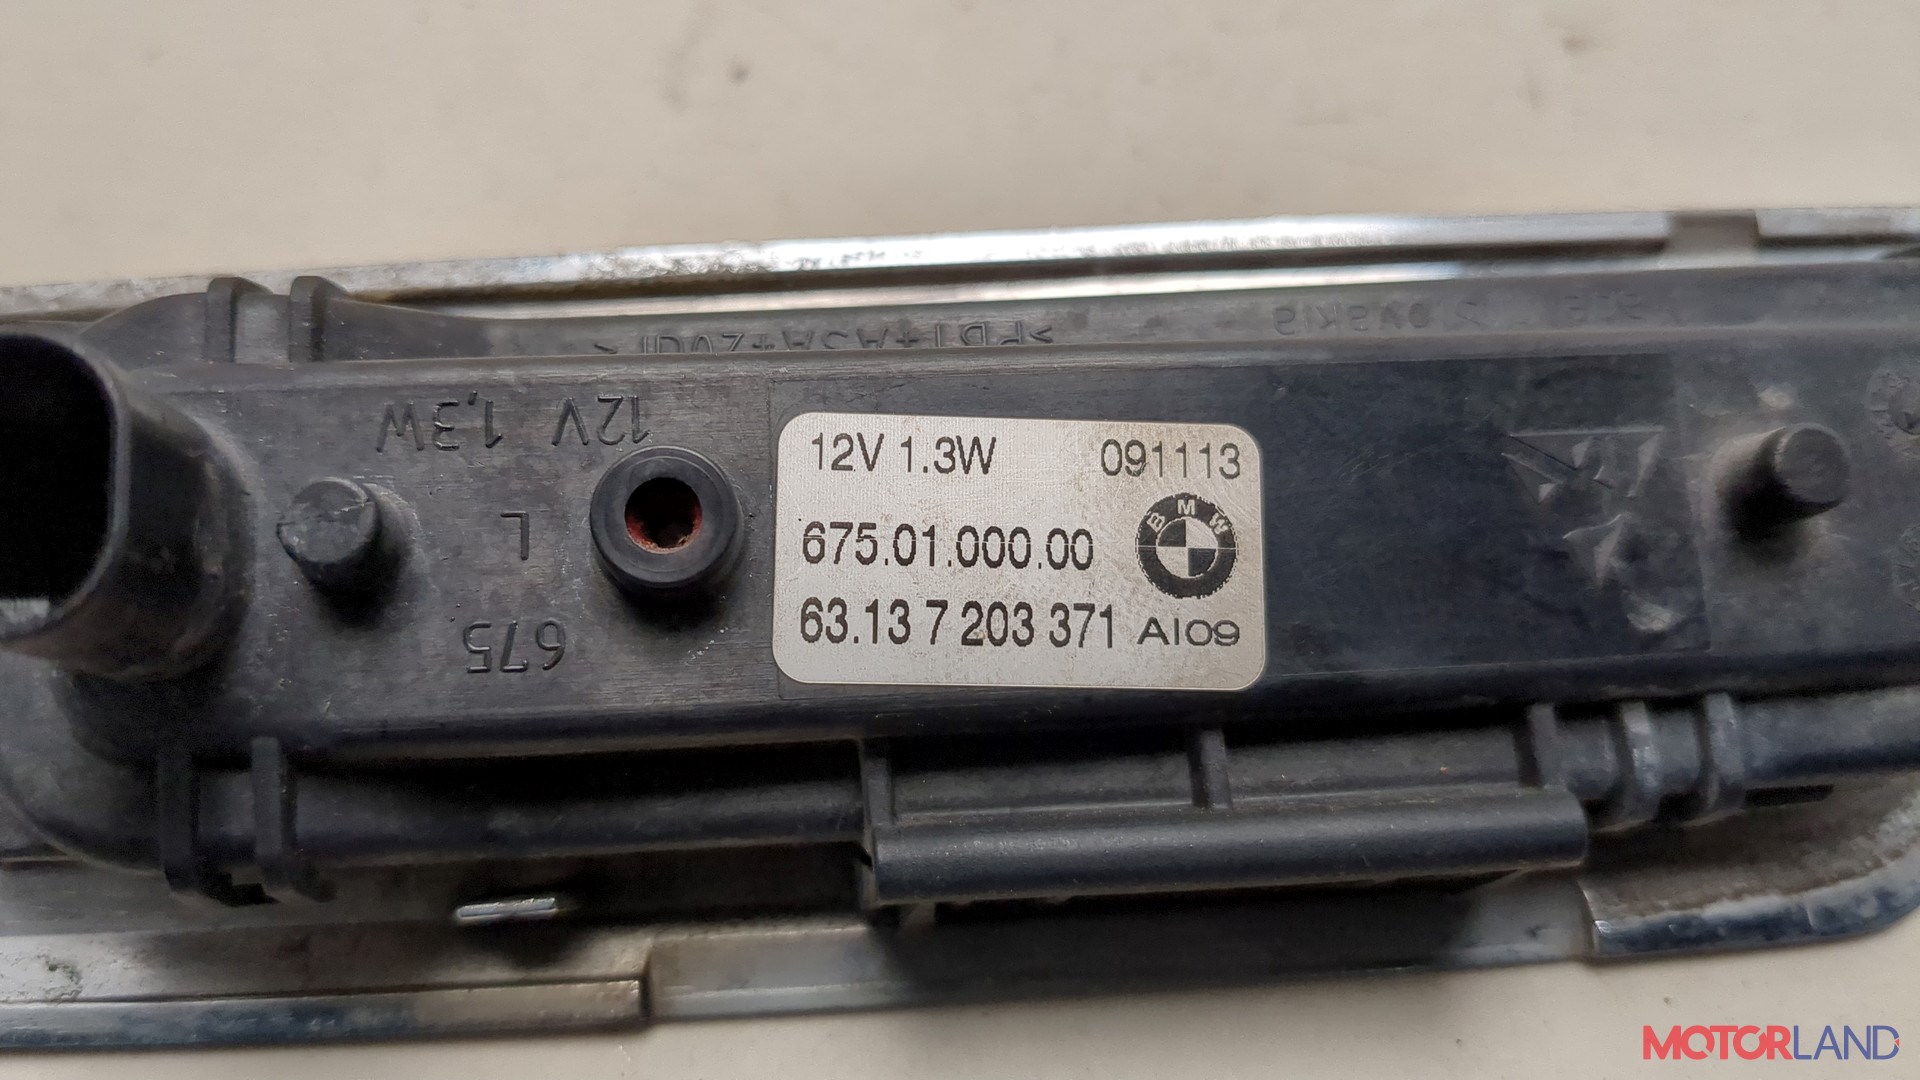 12V 1,3W
L
675
12V 1.3W 091113
675.01.000.00
BMW
63.13 7 203 371 AI09
MOTORLAND